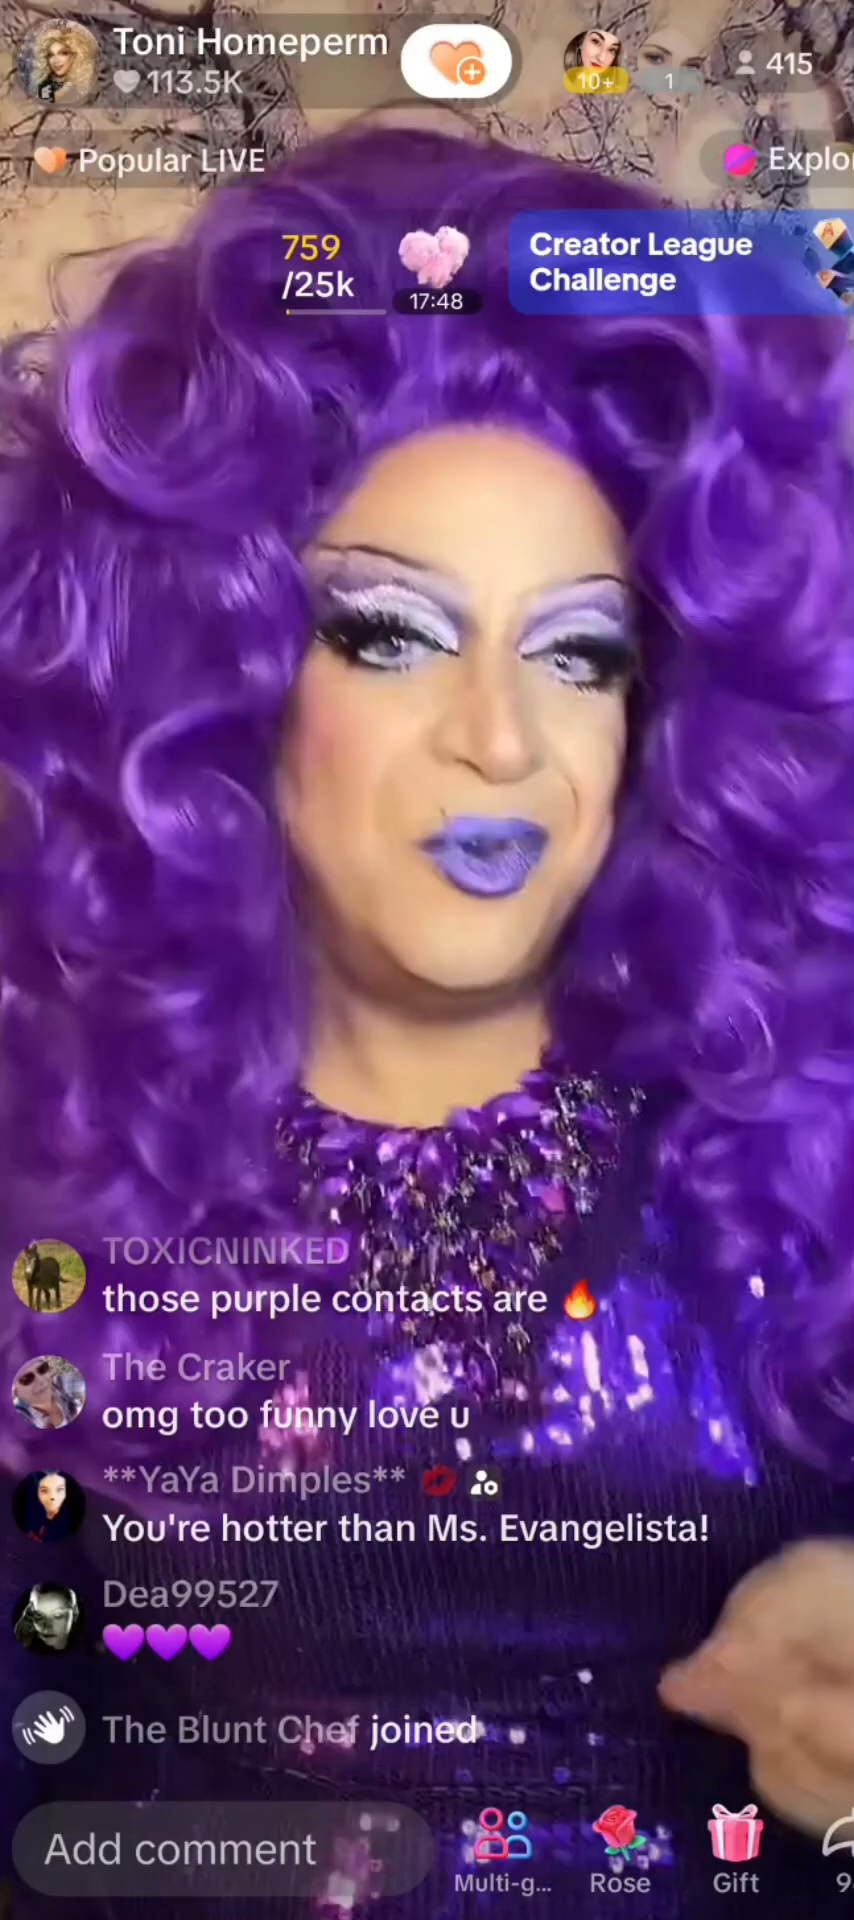 Toni Homeperm
113.5K
10+
1
415
Popular LIVE
Explo
759
/25k
17:48
Creator League
Challenge
TOXICNINKED
those purple contacts are 🔥
The Craker
omg too funny love u
**YaYa Dimples** 💋
You're hotter than Ms. Evangelista!
Dea99527
💜💜💜
The Blunt Chef joined
Add comment
Multi-g...
Rose
Gift
9